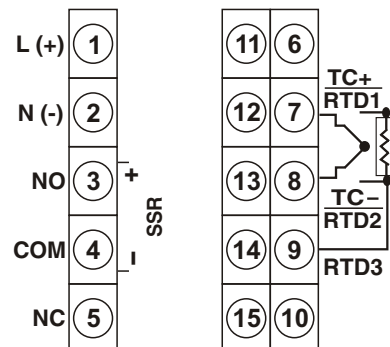 L (+) 1
N (-) 2
NO 3 +
COM 4 -
NC 5
SSR
11 6
12 7
13 8
14 9
15 10
TC+
RTD1
TC−
RTD2
RTD3